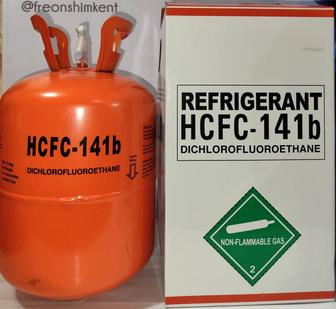 @freonshimkent
HCFC-141b
DICHLOROFLUOROETHANE
REFRIGERANT
HCFC-141b
DICHLOROFLUOROETHANE
NON-FLAMMABLE GAS
2